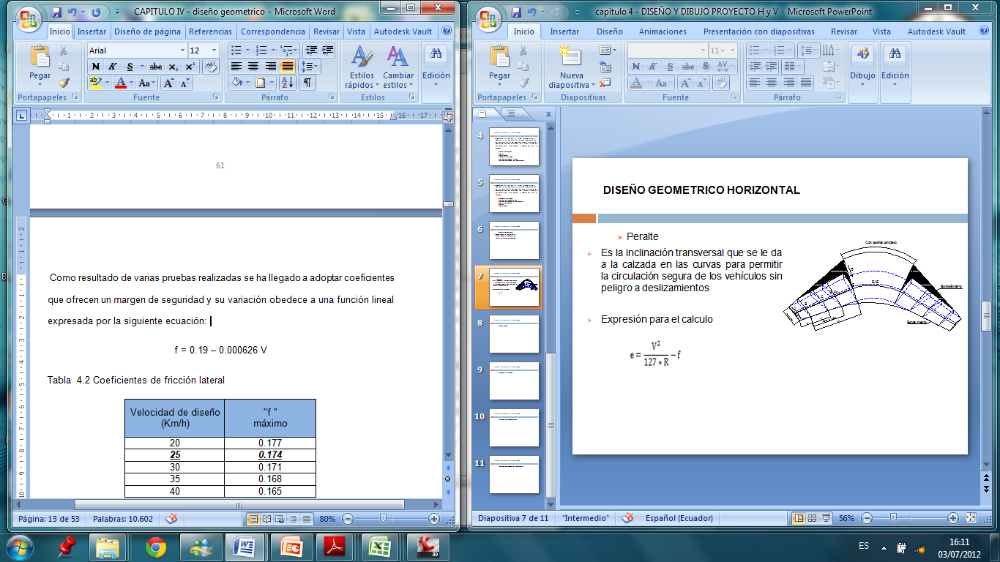 CAPITULO IV - diseño geometrico - Microsoft Word
Inicio Insertar Diseño de página Referencias Correspondencia Revisar Vista Autodesk Vault
Arial 12
Pegar
N K S abc x₂ x² Aa
Estilos rápidos
Cambiar estilos
Edición
Portapapeles Fuente Párrafo Estilos
61
Como resultado de varias pruebas realizadas se ha llegado a adoptar coeficientes
que ofrecen un margen de seguridad y su variación obedece a una función lineal
expresada por la siguiente ecuación:
f = 0.19 – 0.000626 V
Tabla 4.2 Coeficientes de fricción lateral
Velocidad de diseño "f "
(Km/h) máximo
20 0.177
25 0.174
30 0.171
35 0.168
40 0.165
Página: 13 de 53 Palabras: 10.602 80%
capitulo 4 - DISEÑO Y DIBUJO PROYECTO H y V - Microsoft PowerPoint
Inicio Insertar Diseño Animaciones Presentación con diapositivas Revisar Vista Autodesk Vault
11+
Pegar
Nueva diapositiva
N K S abc S AV
A Aa A A
Dibujo Edición
Portapapeles Diapositivas Fuente Párrafo
4
5
6
7
8
9
10
11
DISEÑO GEOMETRICO HORIZONTAL
Peralte
Es la inclinación transversal que se le da
a la calzada en las curvas para permitir
la circulación segura de los vehículos sin
peligro a deslizamientos
Expresión para el calculo
e = V² / 127 * R − f
Con peralte completo
EJE
Borde Externo
Borde Interno
Diapositiva 7 de 11 "Intermedio" Español (Ecuador) 56%
ES 16:11
03/07/2012